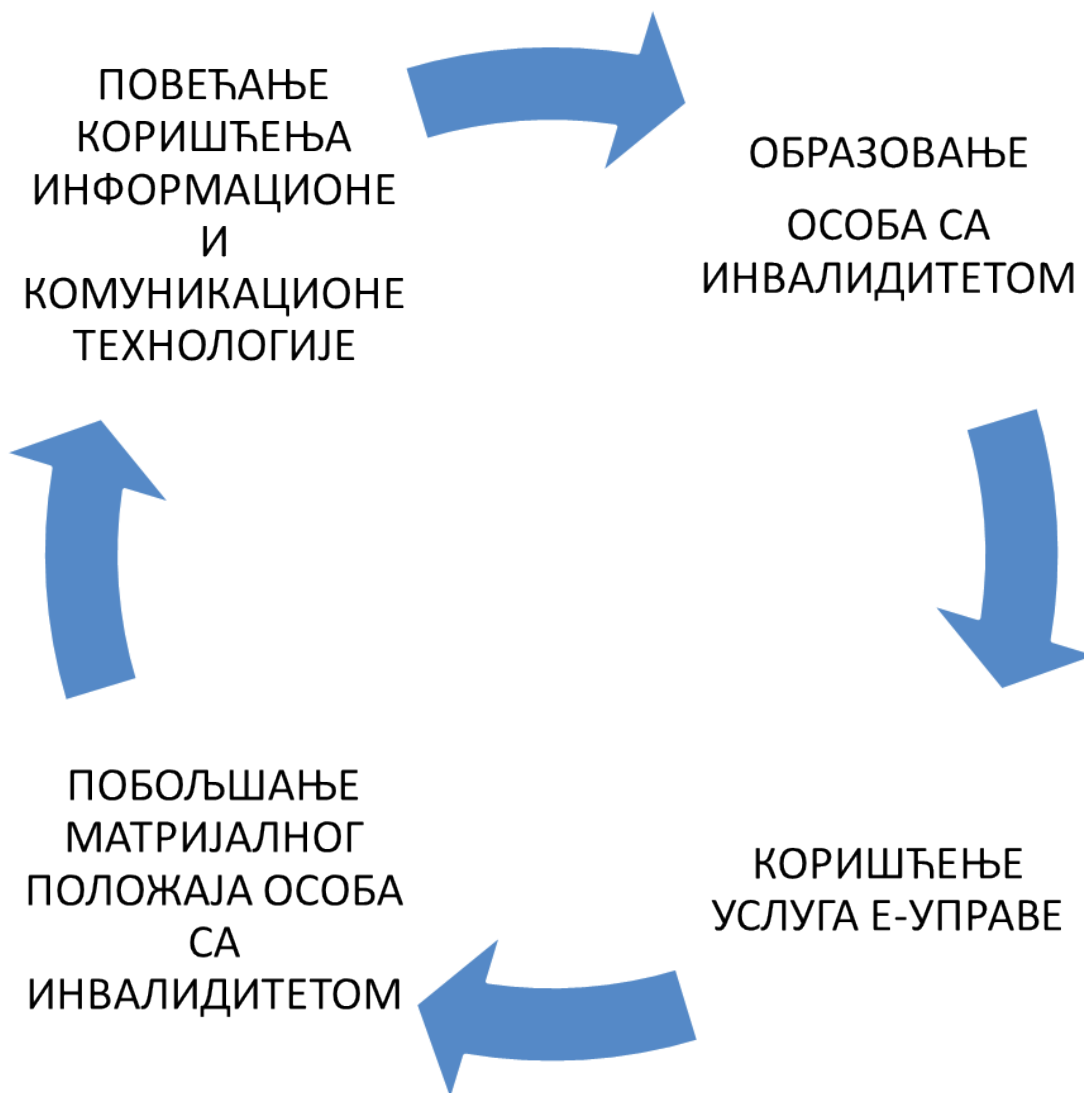 ПОВЕЋАЊЕ
КОРИШЋЕЊА
ИНФОРМАЦИОНЕ
И
КОМУНИКАЦИОНЕ
ТЕХНОЛОГИЈЕ
ОБРАЗОВАЊЕ
ОСОБА СА
ИНВАЛИДИТЕТОМ
КОРИШЋЕЊЕ
УСЛУГА Е-УПРАВЕ
ПОБОЉШАЊЕ
МАТРИЈАЛНОГ
ПОЛОЖАЈА ОСОБА
СА
ИНВАЛИДИТЕТОМ